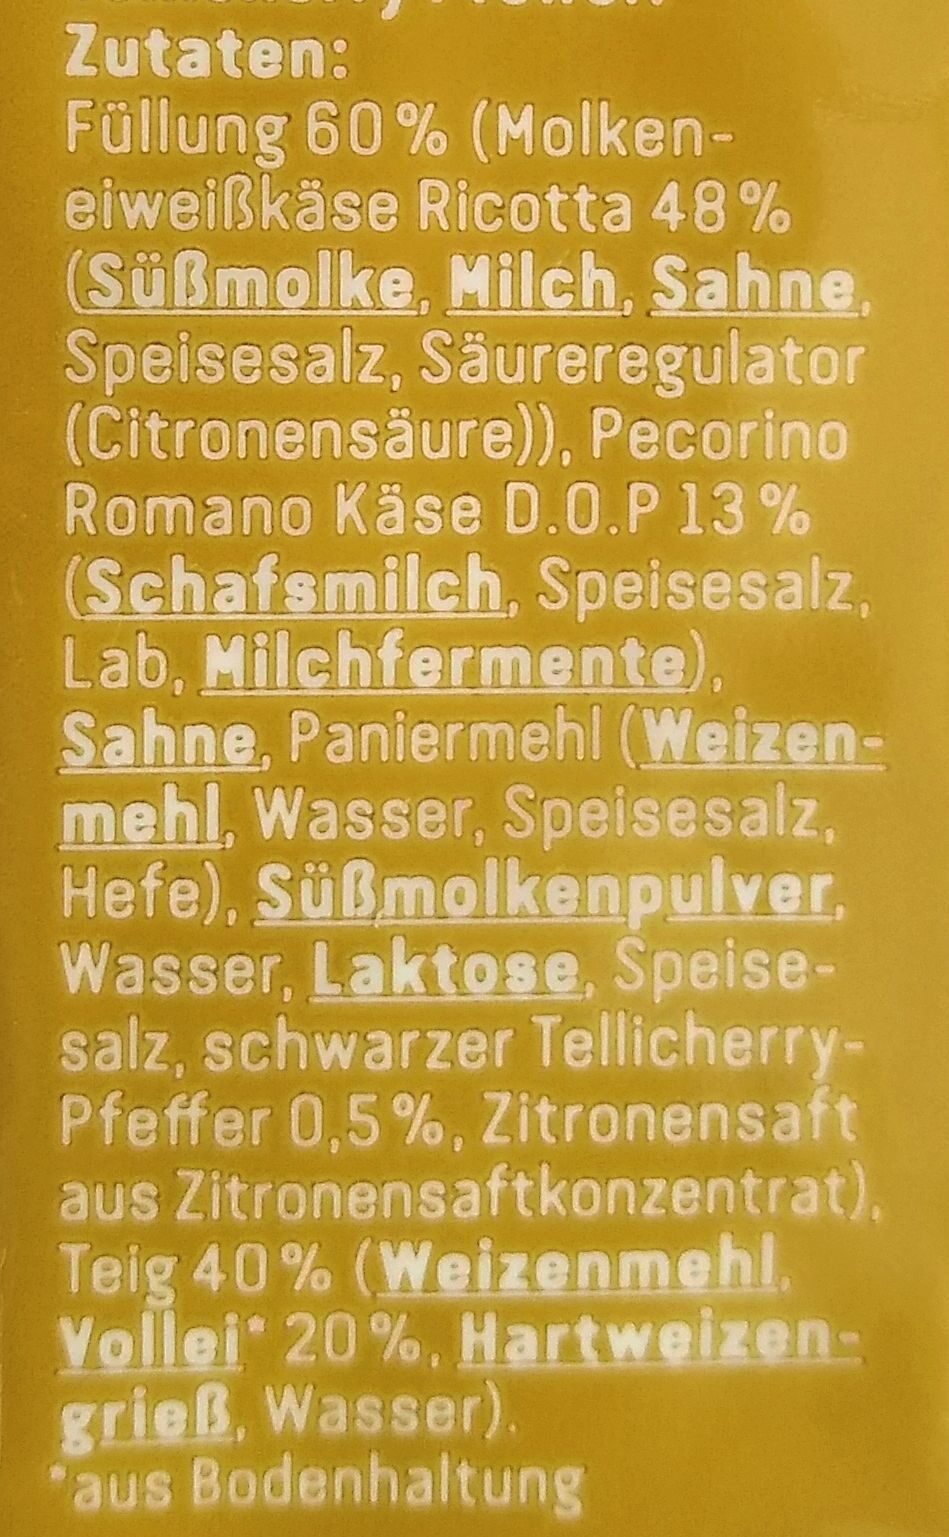 Zutaten:
Füllung 60% (Molken-
eiweißkäse Ricotta 48%
(Süßmolke, Milch, Sahne,
Speisesalz, Säureregulator
(Citronensäure)), Pecorino
Romano Käse D.O.P 13%
(Schafsmilch, Speisesalz,
Lab, Milchfermente),
Sahne, Paniermehl (Weizen-
mehl, Wasser, Speisesalz,
Hefe), Süßmolkenpulver,
Wasser, Laktose, Speise-
salz, schwarzer Tellicherry-
Pfeffer 0,5%, Zitronensaft
aus Zitronensaftkonzentrat),
Teig 40% (Weizenmehl,
Vollei* 20%, Hartweizen-
grieß, Wasser).
*aus Bodenhaltung